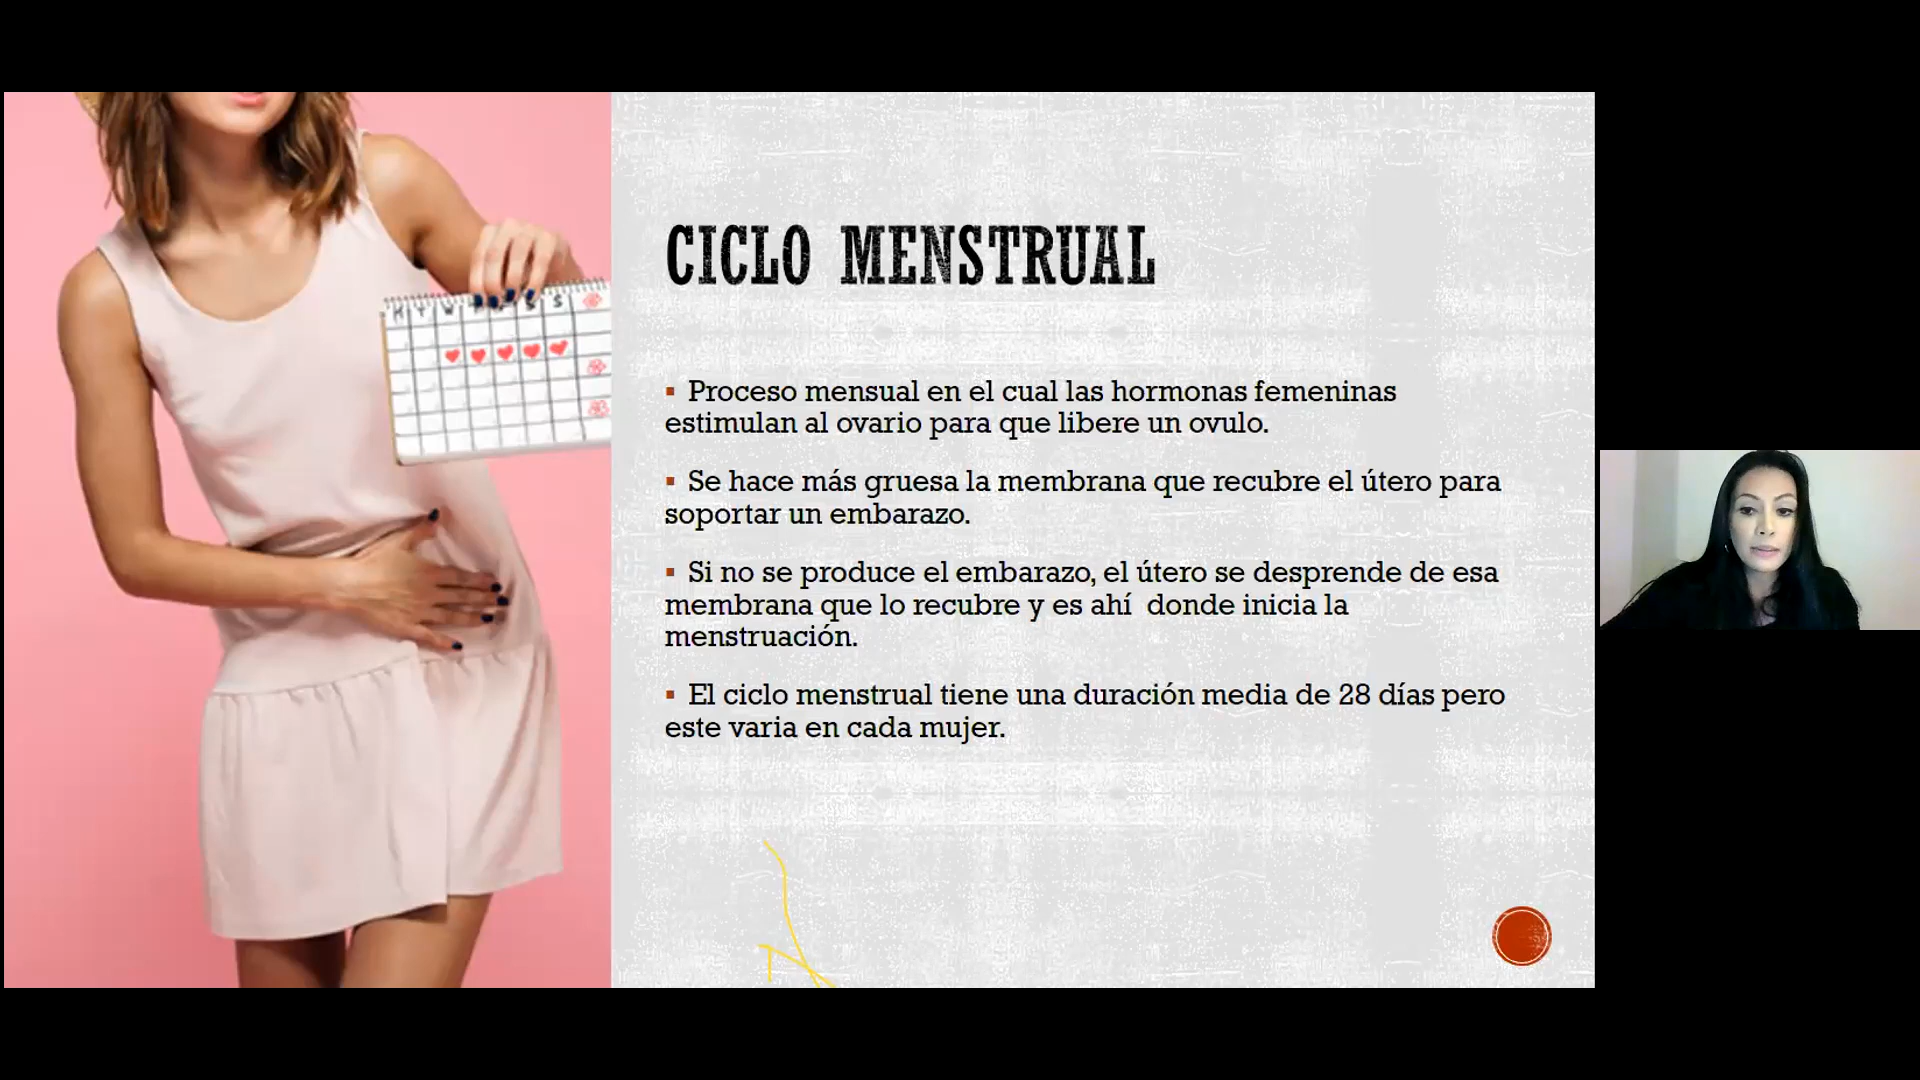 CICLO MENSTRUAL
▪ Proceso mensual en el cual las hormonas femeninas
estimulan al ovario para que libere un ovulo.
▪ Se hace más gruesa la membrana que recubre el útero para
soportar un embarazo.
▪ Si no se produce el embarazo, el útero se desprende de esa
membrana que lo recubre y es ahí donde inicia la
menstruación.
▪ El ciclo menstrual tiene una duración media de 28 días pero
este varia en cada mujer.